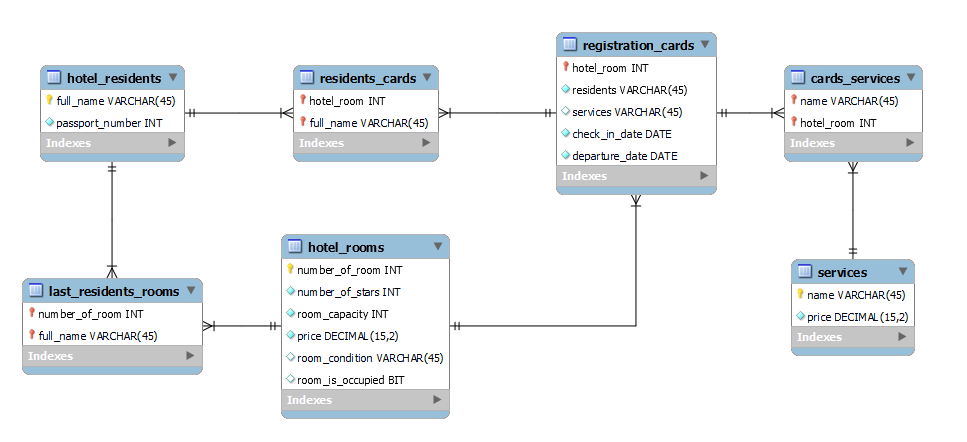 hotel_residents
full_name VARCHAR(45)
passport_number INT
Indexes
residents_cards
hotel_room INT
full_name VARCHAR(45)
Indexes
registration_cards
hotel_room INT
residents VARCHAR(45)
services VARCHAR(45)
check_in_date DATE
departure_date DATE
Indexes
cards_services
name VARCHAR(45)
hotel_room INT
Indexes
last_residents_rooms
number_of_room INT
full_name VARCHAR(45)
Indexes
hotel_rooms
number_of_room INT
number_of_stars INT
room_capacity INT
price DECIMAL(15,2)
room_condition VARCHAR(45)
room_is_occupied BIT
Indexes
services
name VARCHAR(45)
price DECIMAL(15,2)
Indexes